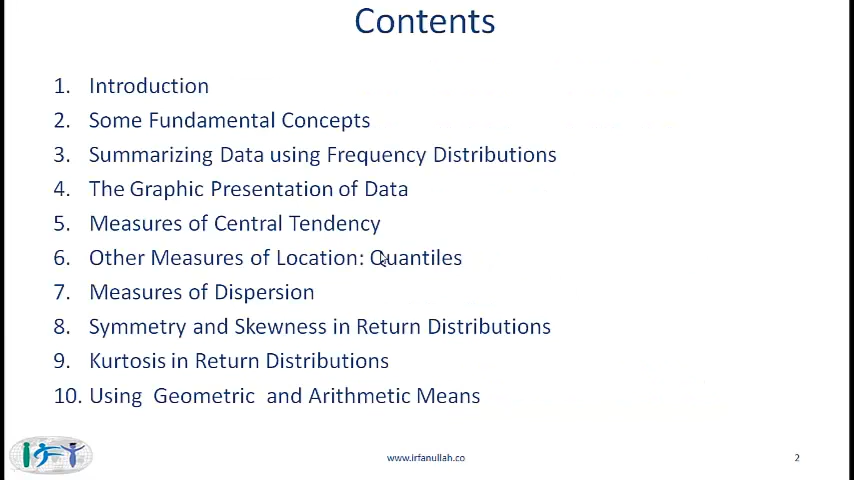 Contents
1. Introduction
2. Some Fundamental Concepts
3. Summarizing Data using Frequency Distributions
4. The Graphic Presentation of Data
5. Measures of Central Tendency
6. Other Measures of Location: Quantiles
7. Measures of Dispersion
8. Symmetry and Skewness in Return Distributions
9. Kurtosis in Return Distributions
10. Using Geometric and Arithmetic Means
IFT
www.irfanullah.co
2